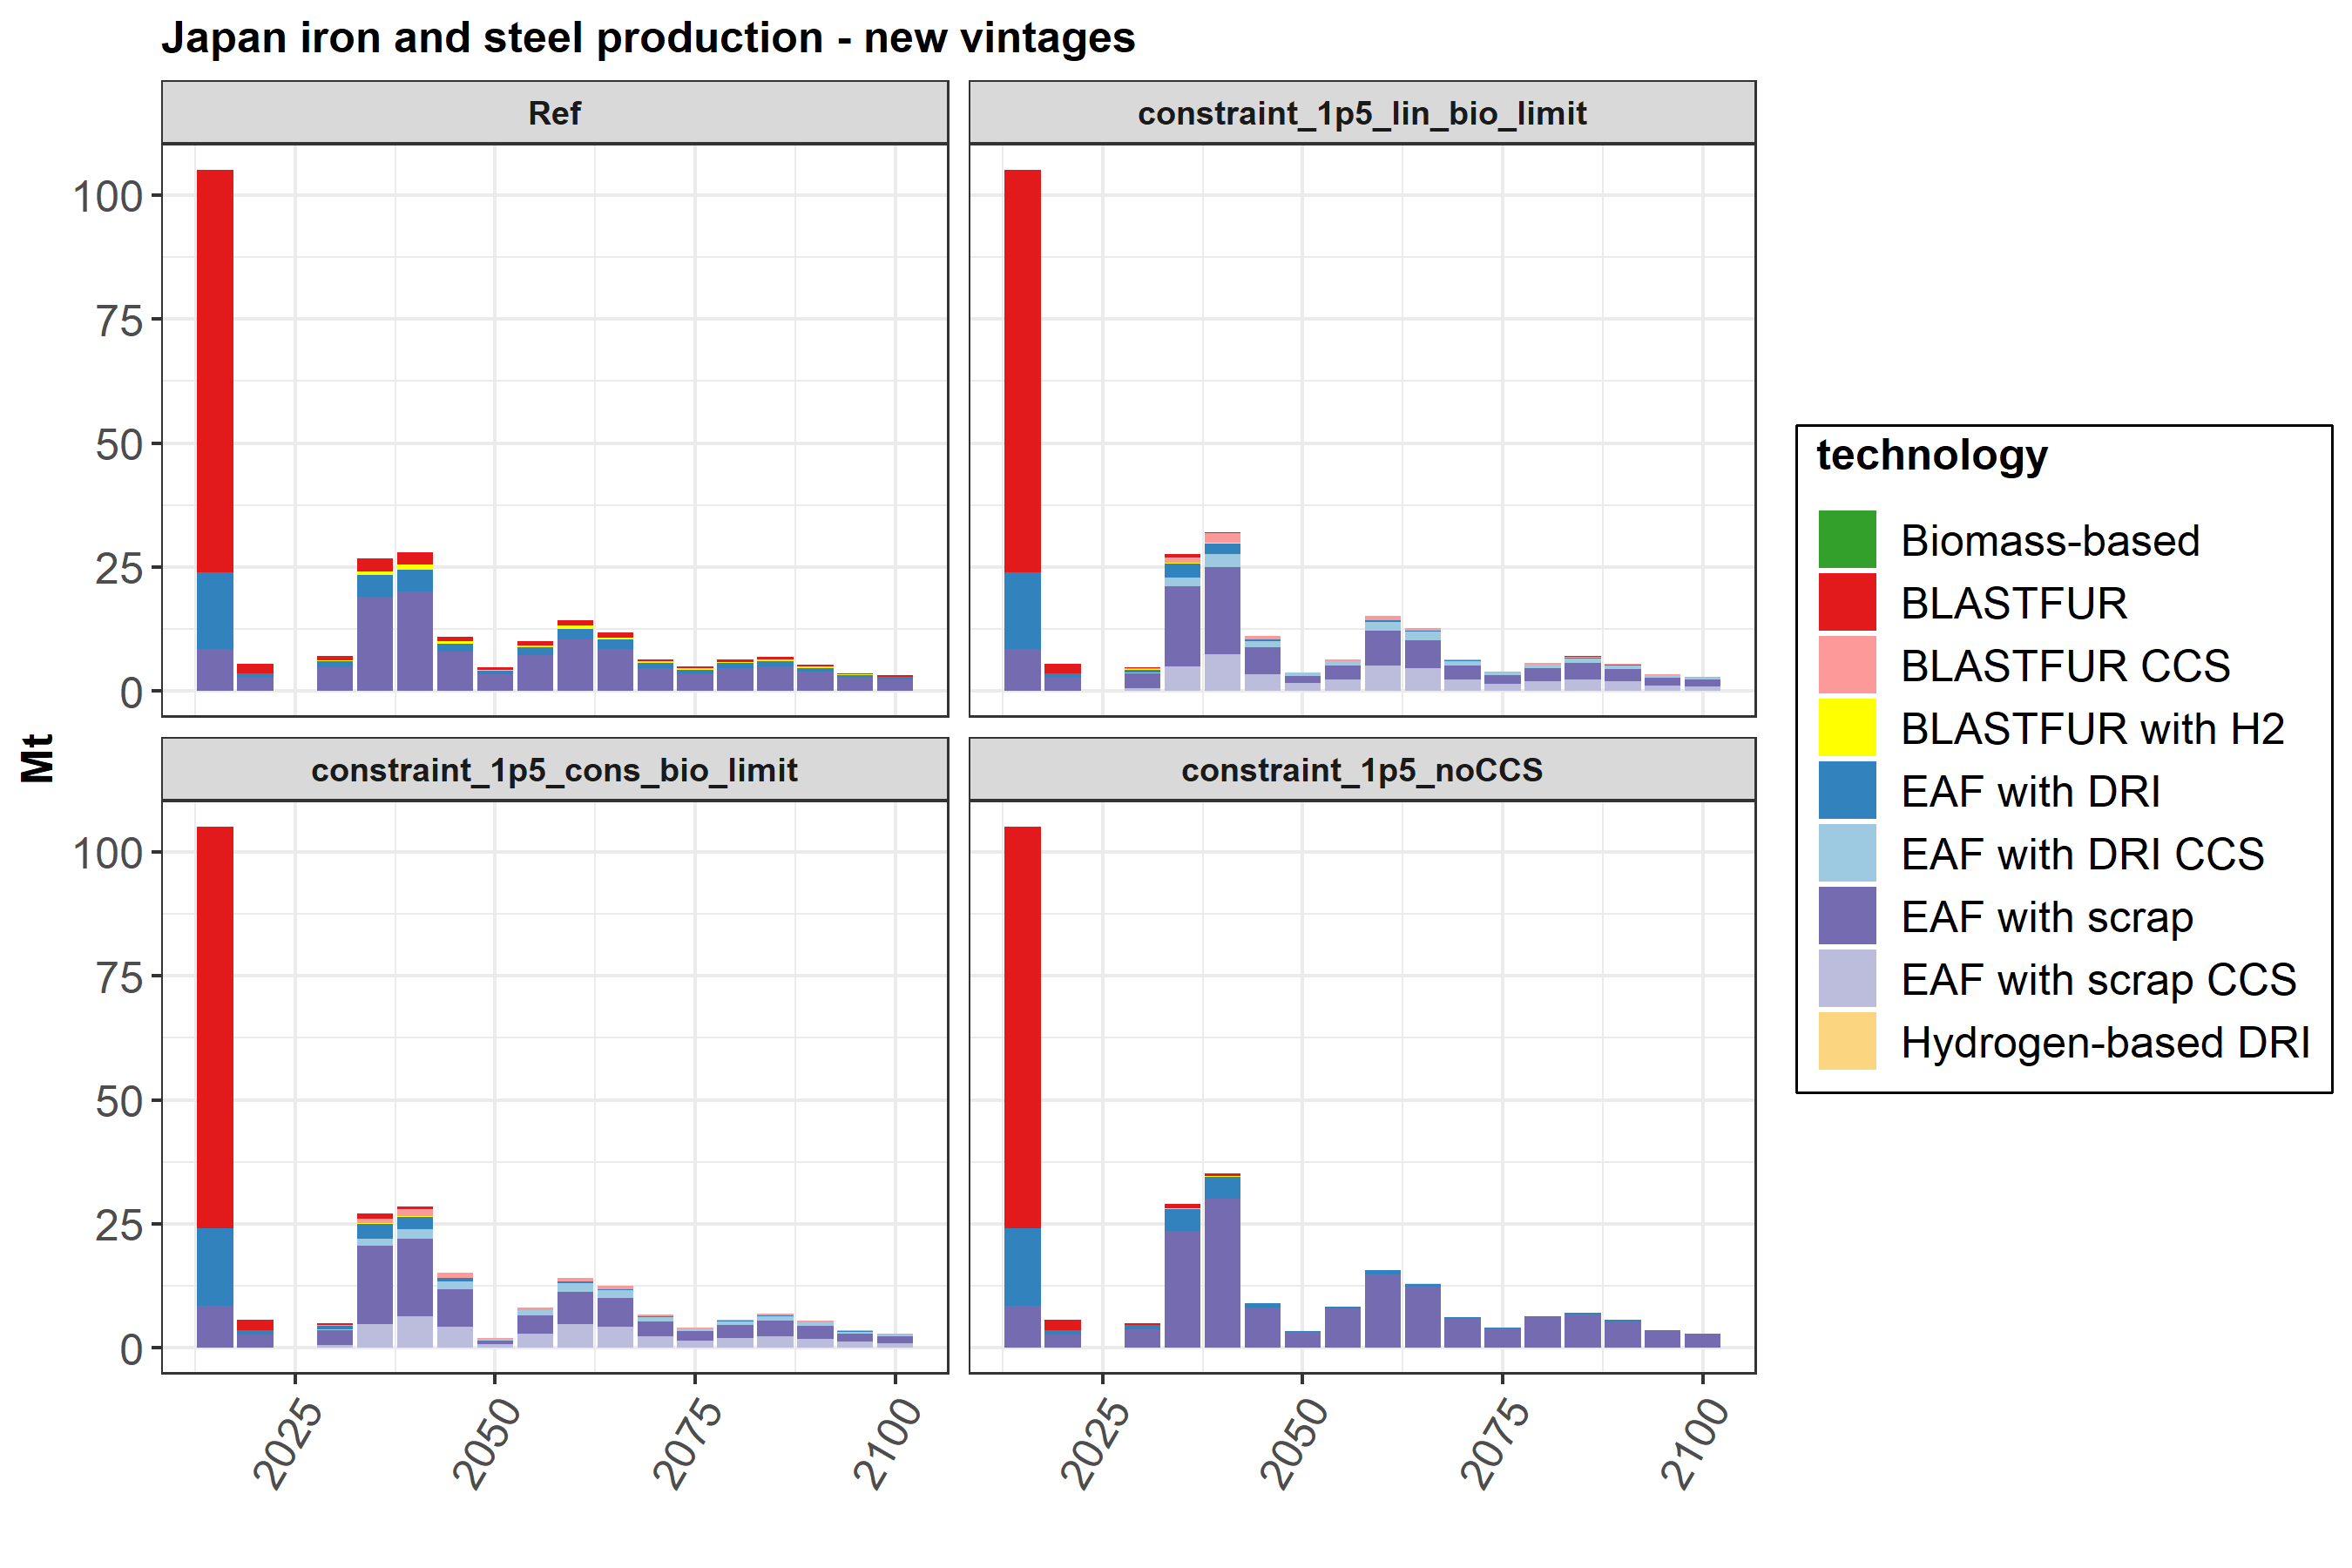 Japan iron and steel production - new vintages
Ref
constraint_1p5_lin_bio_limit
100
75
50
25
0
Mt
constraint_1p5_cons_bio_limit
constraint_1p5_noCCS
100
75
50
25
0
2025
2050
2075
2100
2025
2050
2075
2100
technology
Biomass-based
BLASTFUR
BLASTFUR CCS
BLASTFUR with H2
EAF with DRI
EAF with DRI CCS
EAF with scrap
EAF with scrap CCS
Hydrogen-based DRI